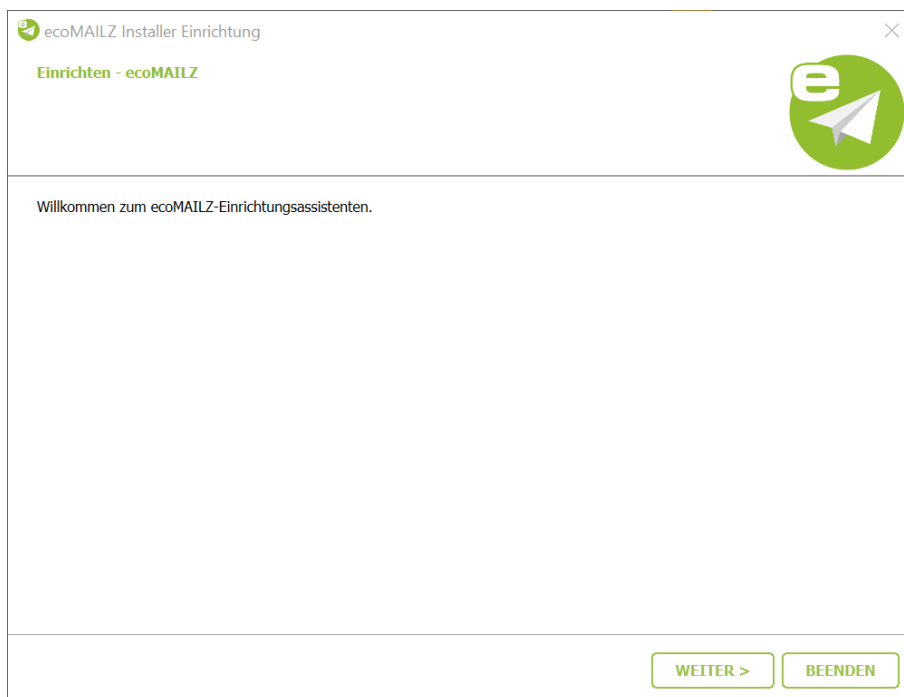 ecoMAILZ Installer Einrichtung
Einrichten - ecoMAILZ
e
Willkommen zum ecoMAILZ-Einrichtungsassistenten.
WEITER >
BEENDEN